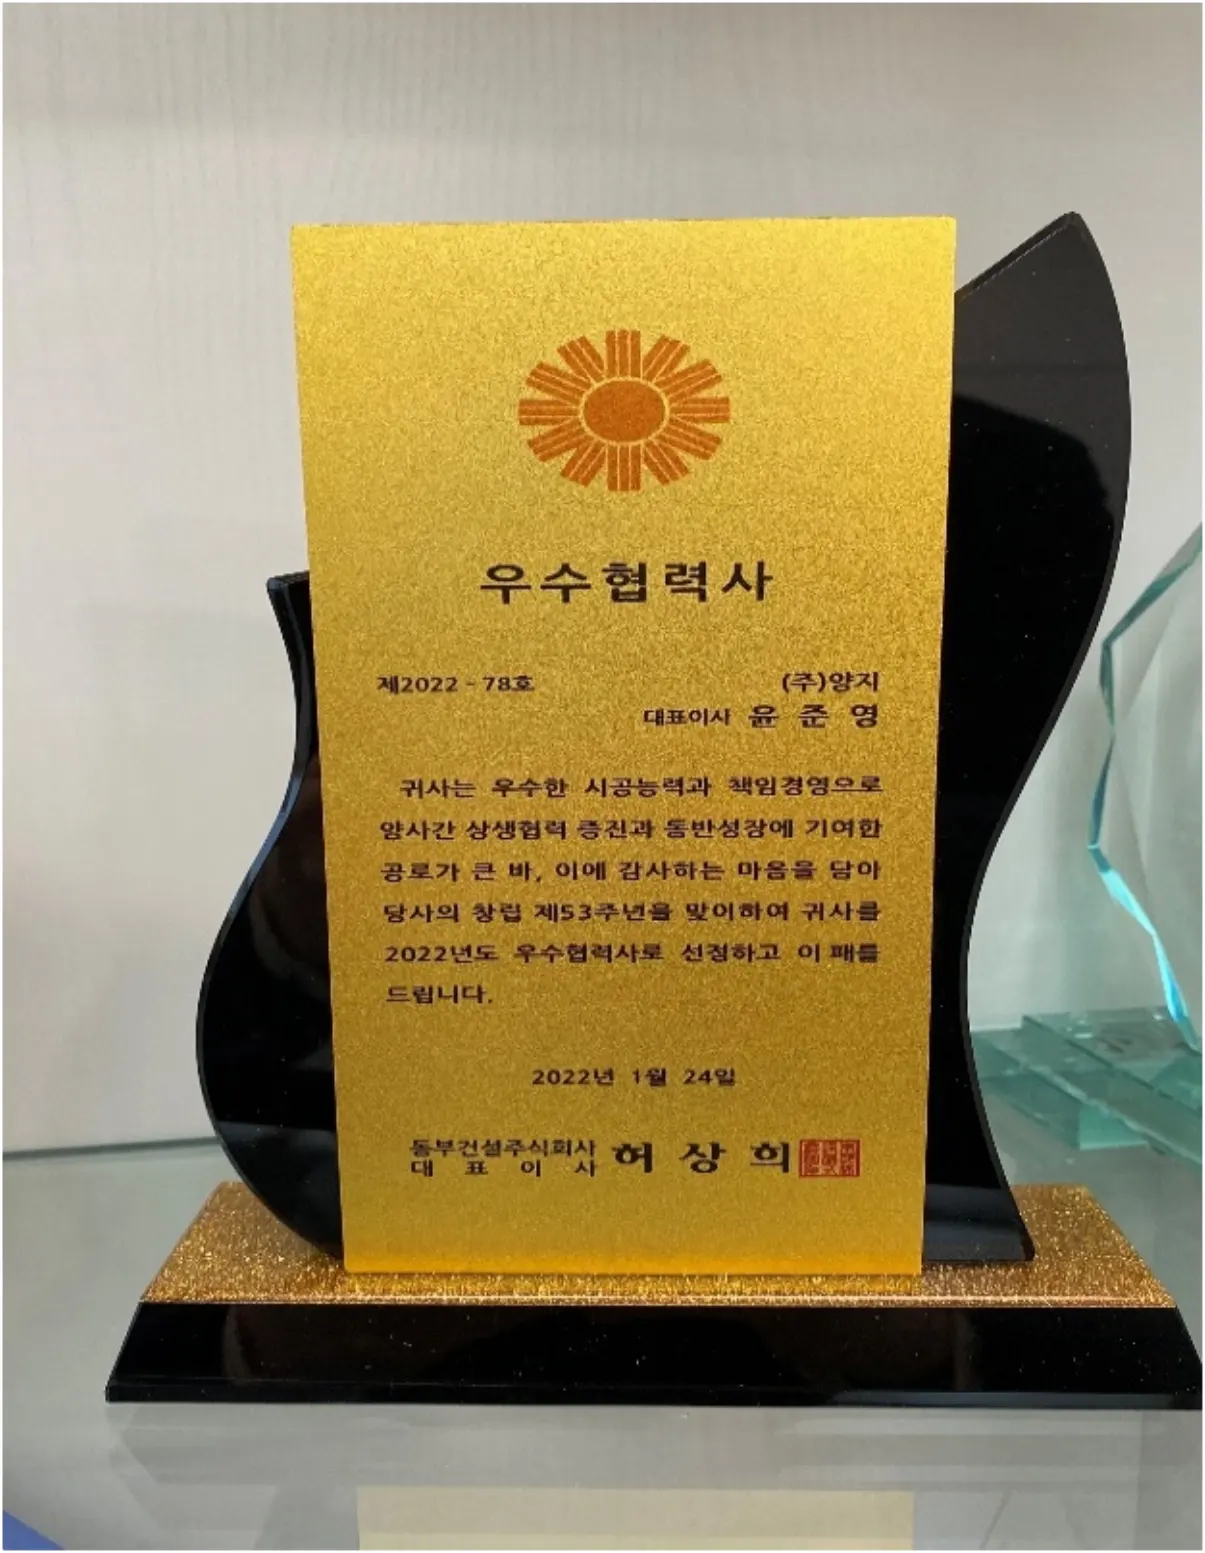 우수협력사
제2022-78호
(주)양지
대표이사 윤준영
귀사는 우수한 시공능력과 책임경영으로
양사간 상생협력 증진과 동반성장에 기여한
공로가 큰 바, 이에 감사하는 마음을 담아
당사의 창립 제53주년을 맞이하여 귀사를
2022년도 우수협력사로 선정하고 이 패를
드립니다.
2022년 1월 24일
동부건설주식회사
대표이사 허상희